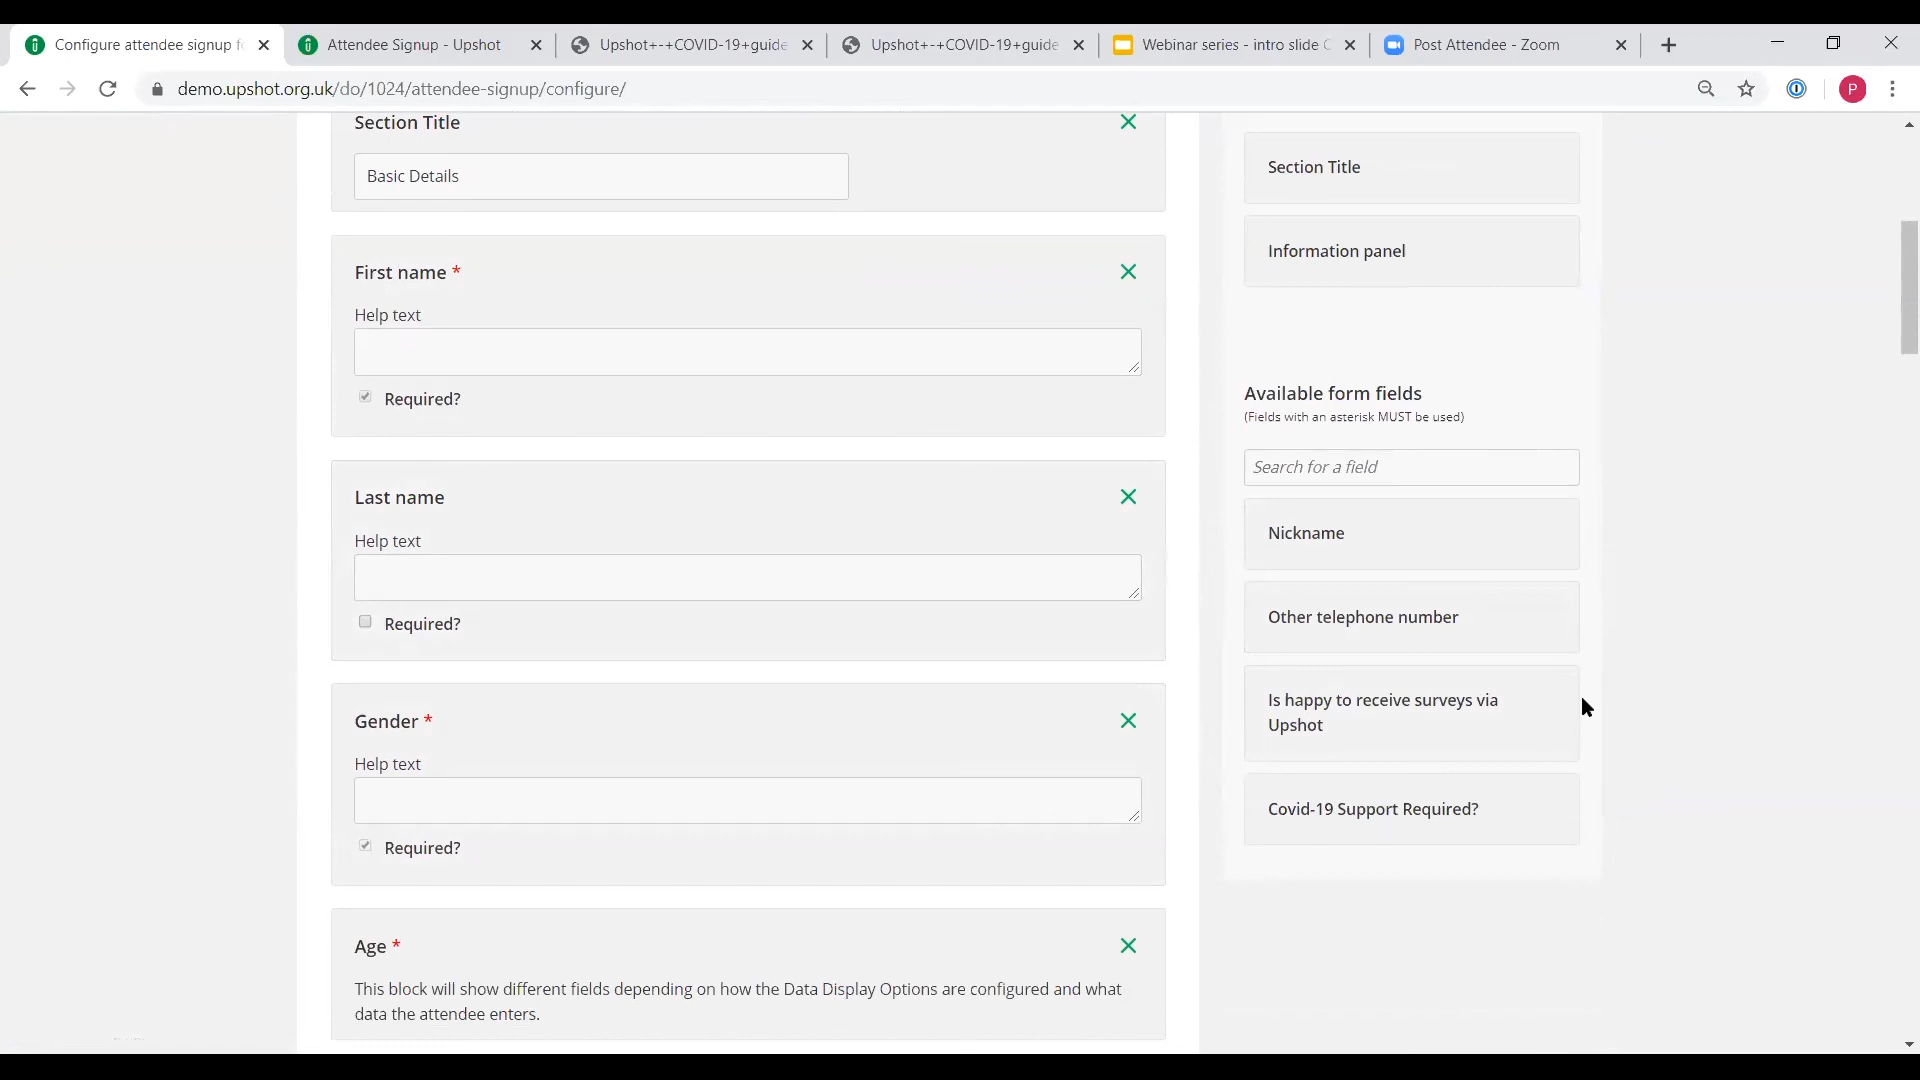 Configure attendee signup f
Attendee Signup - Upshot
Upshot+-+COVID-19+guide
Upshot+-+COVID-19+guide
Webinar series - intro slide C
Post Attendee - Zoom
demo.upshot.org.uk/do/1024/attendee-signup/configure/
P
Section Title
Basic Details
First name *
Help text
Required?
Last name
Help text
Required?
Gender *
Help text
Required?
Age *
This block will show different fields depending on how the Data Display Options are configured and what
data the attendee enters.
Section Title
Information panel
Available form fields
(Fields with an asterisk MUST be used)
Search for a field
Nickname
Other telephone number
Is happy to receive surveys via
Upshot
Covid-19 Support Required?